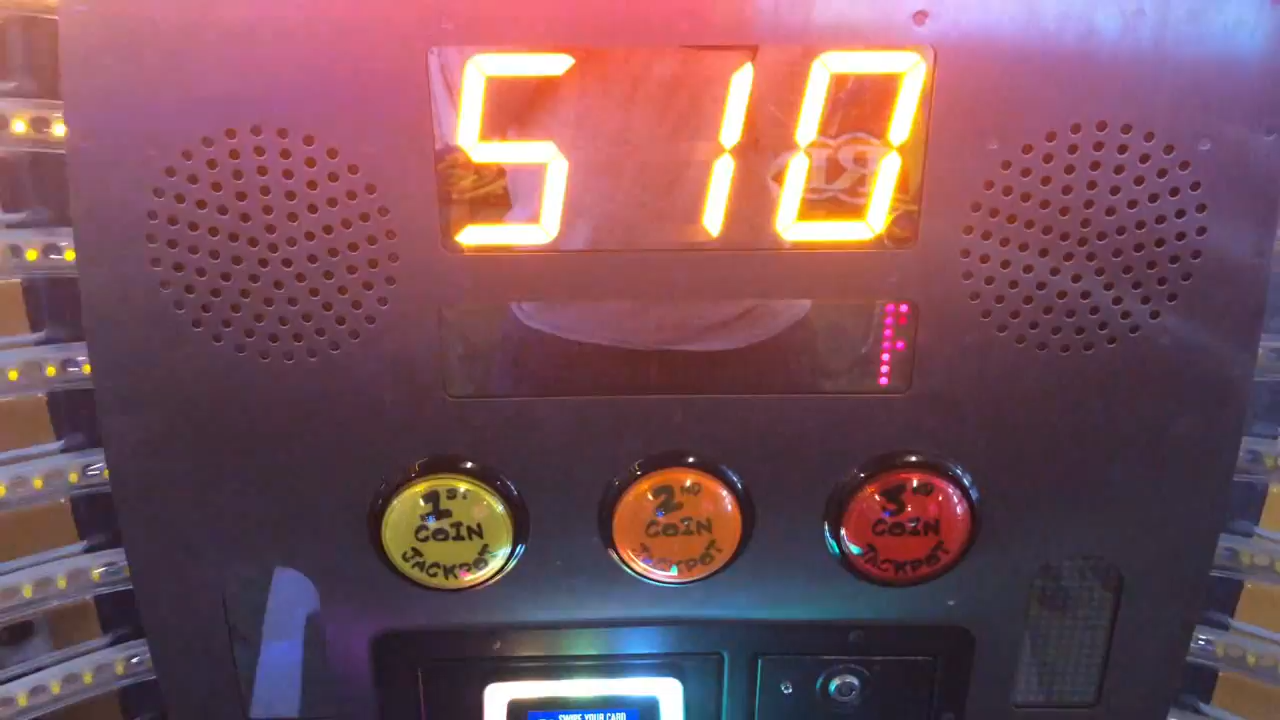 510
F
1ST
COIN
JACKPOT
2ND
COIN
JACKPOT
3RD
COIN
JACKPOT
SWIPE YOUR CARD